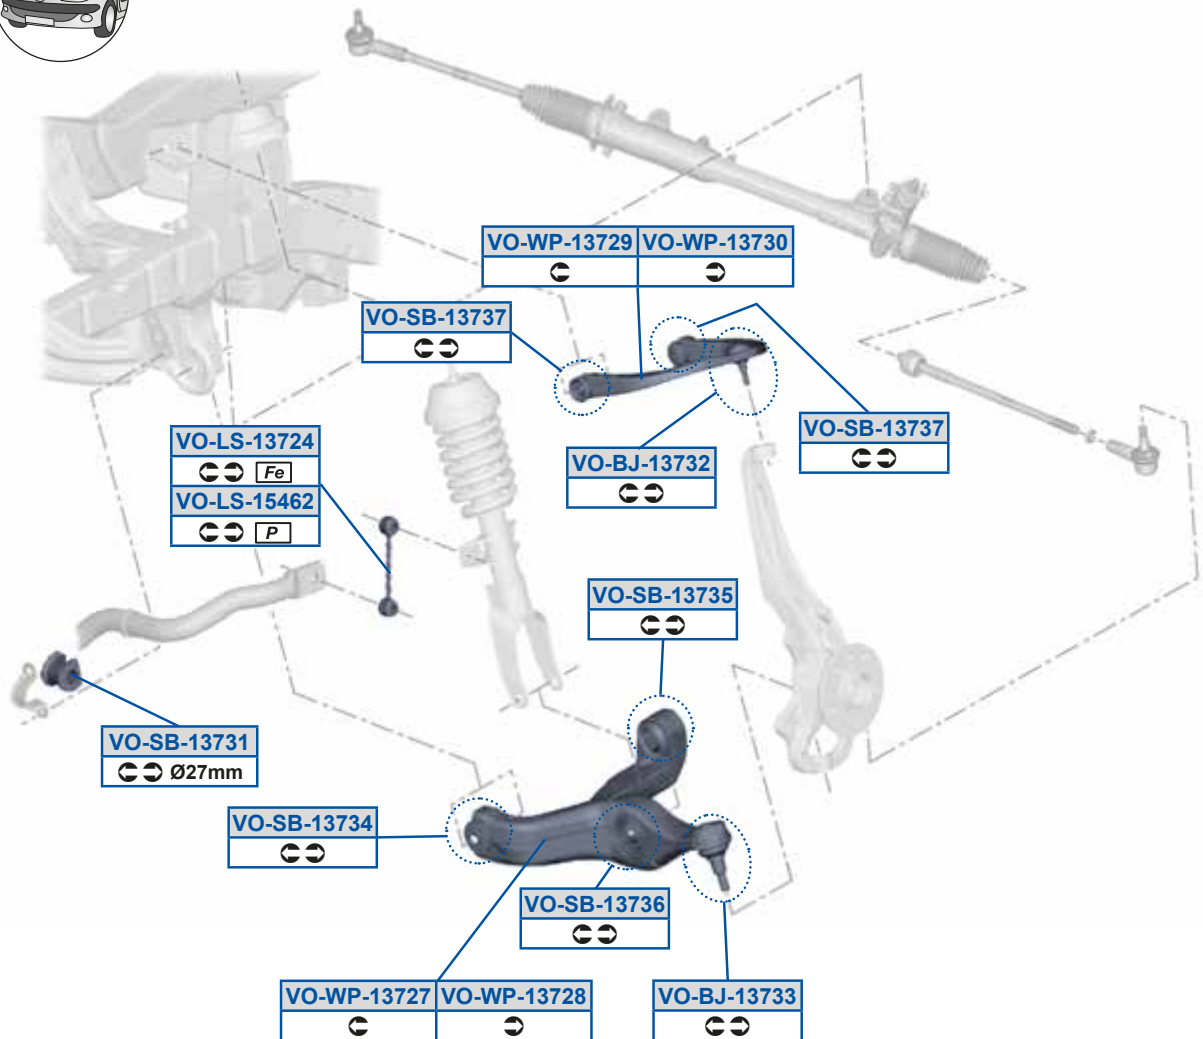 VO-WP-13729 VO-WP-13730
VO-SB-13737
VO-SB-13737
VO-LS-13724
Fe
VO-LS-15462
P
VO-BJ-13732
VO-SB-13735
VO-SB-13731
Ø27mm
VO-SB-13734
VO-SB-13736
VO-WP-13727 VO-WP-13728
VO-BJ-13733